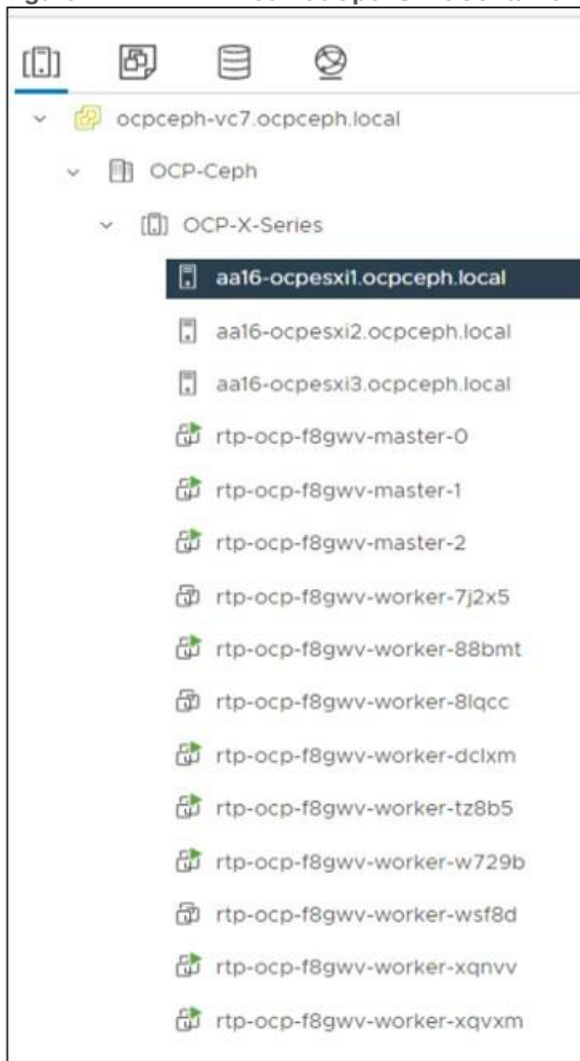 ocpceph-vc7.ocpceph.local
OCP-Ceph
OCP-X-Series
aa16-ocpesxi1.ocpceph.local
aa16-ocpesxi2.ocpceph.local
aa16-ocpesxi3.ocpceph.local
rtp-ocp-f8gwv-master-0
rtp-ocp-f8gwv-master-1
rtp-ocp-f8gwv-master-2
rtp-ocp-f8gwv-worker-7j2x5
rtp-ocp-f8gwv-worker-88bmt
rtp-ocp-f8gwv-worker-8lqcc
rtp-ocp-f8gwv-worker-dclxm
rtp-ocp-f8gwv-worker-tz8b5
rtp-ocp-f8gwv-worker-w729b
rtp-ocp-f8gwv-worker-wsf8d
rtp-ocp-f8gwv-worker-xqnvv
rtp-ocp-f8gwv-worker-xqvxm